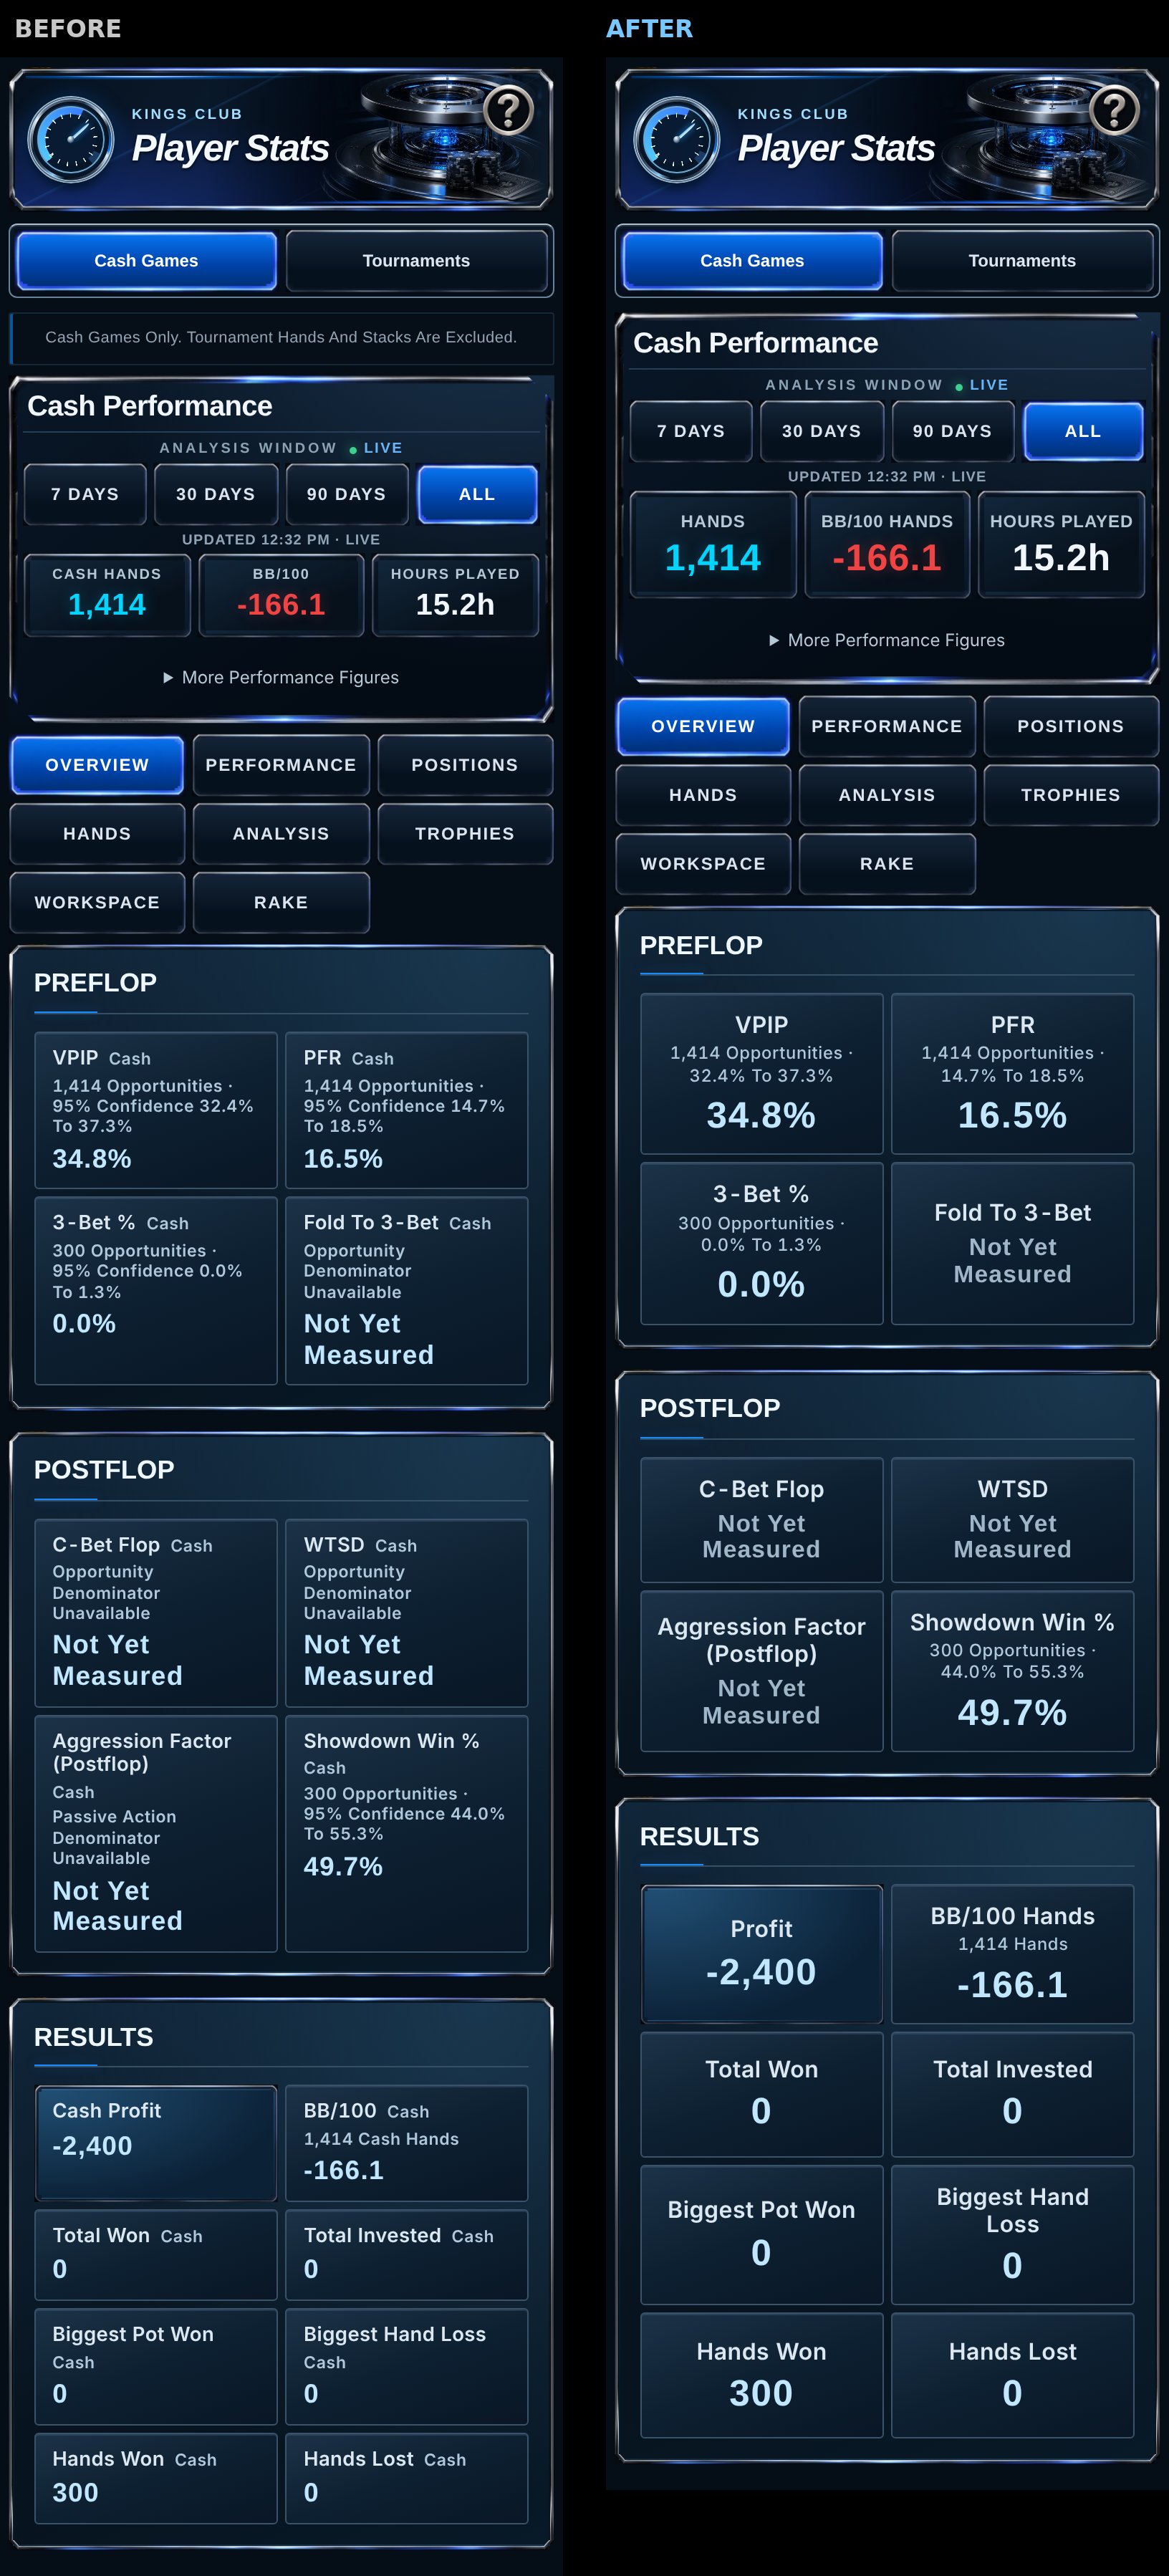 BEFORE
KINGS CLUB
Player Stats
?
Cash Games
Tournaments
Cash Games Only. Tournament Hands And Stacks Are Excluded.
Cash Performance
ANALYSIS WINDOW ● LIVE
7 DAYS
30 DAYS
90 DAYS
ALL
UPDATED 12:32 PM · LIVE
CASH HANDS
1,414
BB/100
-166.1
HOURS PLAYED
15.2h
▶ More Performance Figures
OVERVIEW
PERFORMANCE
POSITIONS
HANDS
ANALYSIS
TROPHIES
WORKSPACE
RAKE
PREFLOP
VPIP Cash
1,414 Opportunities ·
95% Confidence 32.4%
To 37.3%
34.8%
PFR Cash
1,414 Opportunities ·
95% Confidence 14.7%
To 18.5%
16.5%
3-Bet % Cash
300 Opportunities ·
95% Confidence 0.0%
To 1.3%
0.0%
Fold To 3-Bet Cash
Opportunity
Denominator
Unavailable
Not Yet
Measured
POSTFLOP
C-Bet Flop Cash
Opportunity
Denominator
Unavailable
Not Yet
Measured
WTSD Cash
Opportunity
Denominator
Unavailable
Not Yet
Measured
Aggression Factor
(Postflop)
Cash
Passive Action
Denominator
Unavailable
Not Yet
Measured
Showdown Win %
Cash
300 Opportunities ·
95% Confidence 44.0%
To 55.3%
49.7%
RESULTS
Cash Profit
-2,400
BB/100 Cash
1,414 Cash Hands
-166.1
Total Won Cash
0
Total Invested Cash
0
Biggest Pot Won
Cash
0
Biggest Hand Loss
Cash
0
Hands Won Cash
300
Hands Lost Cash
0
AFTER
KINGS CLUB
Player Stats
?
Cash Games
Tournaments
Cash Performance
ANALYSIS WINDOW ● LIVE
7 DAYS
30 DAYS
90 DAYS
ALL
UPDATED 12:32 PM · LIVE
HANDS
1,414
BB/100 HANDS
-166.1
HOURS PLAYED
15.2h
▶ More Performance Figures
OVERVIEW
PERFORMANCE
POSITIONS
HANDS
ANALYSIS
TROPHIES
WORKSPACE
RAKE
PREFLOP
VPIP
1,414 Opportunities ·
32.4% To 37.3%
34.8%
PFR
1,414 Opportunities ·
14.7% To 18.5%
16.5%
3-Bet %
300 Opportunities ·
0.0% To 1.3%
0.0%
Fold To 3-Bet
Not Yet
Measured
POSTFLOP
C-Bet Flop
Not Yet
Measured
WTSD
Not Yet
Measured
Aggression Factor
(Postflop)
Not Yet
Measured
Showdown Win %
300 Opportunities ·
44.0% To 55.3%
49.7%
RESULTS
Profit
-2,400
BB/100 Hands
1,414 Hands
-166.1
Total Won
0
Total Invested
0
Biggest Pot Won
0
Biggest Hand
Loss
0
Hands Won
300
Hands Lost
0